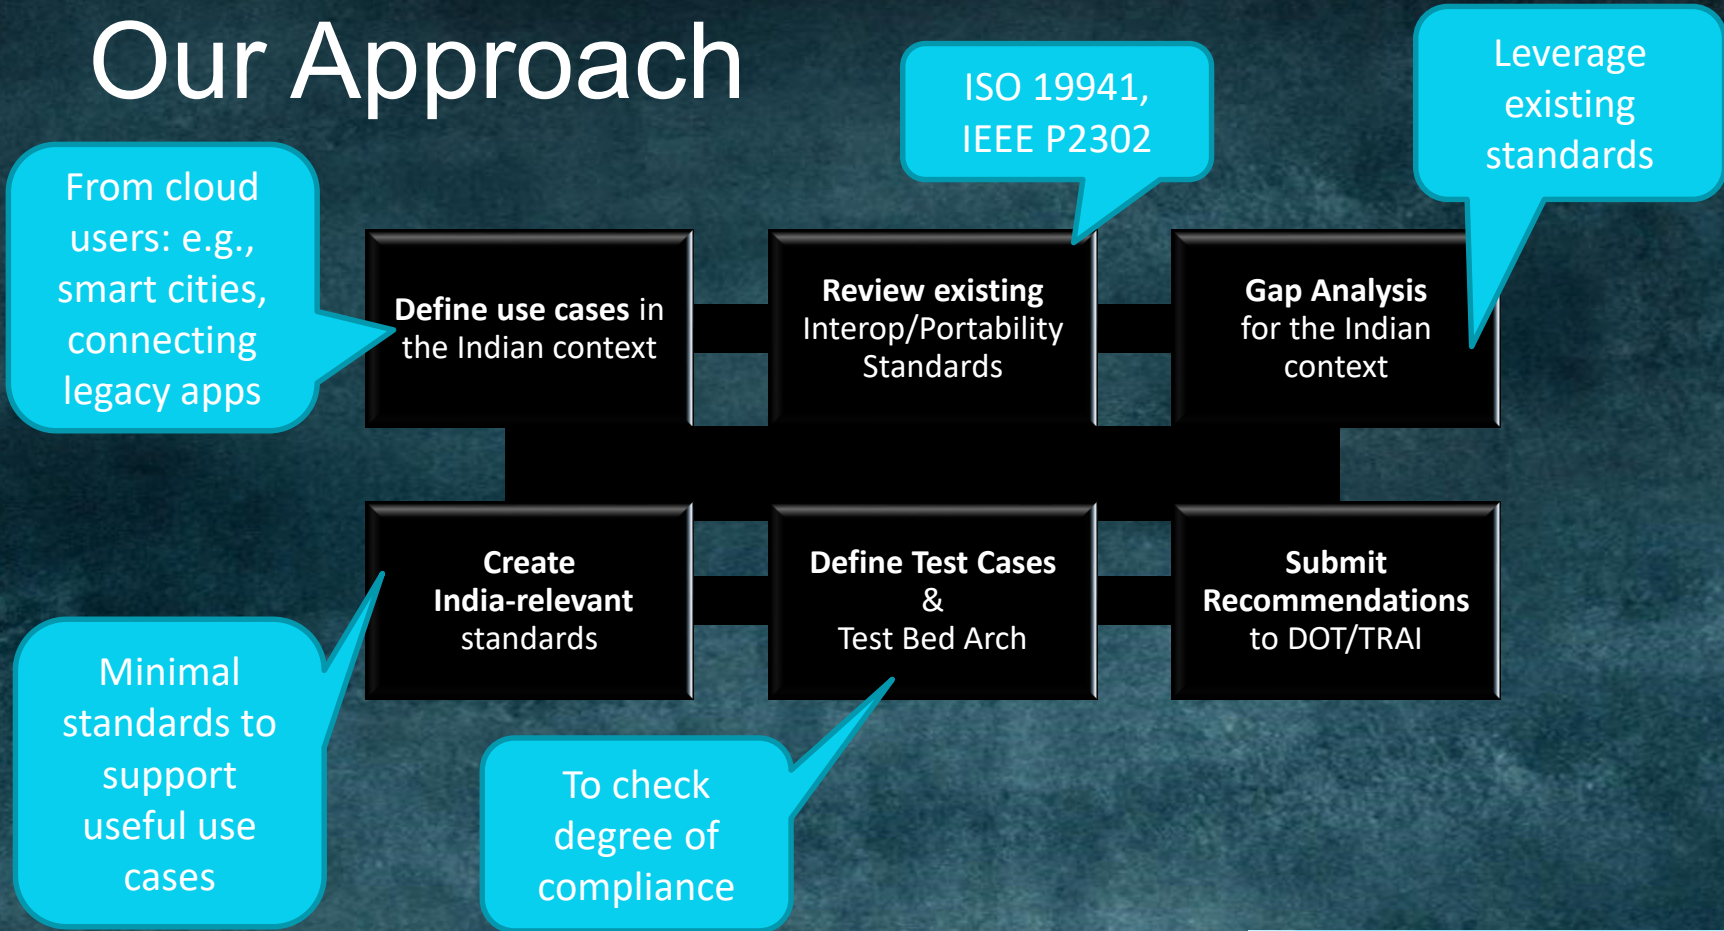 Our Approach
From cloud
users: e.g.,
smart cities,
connecting
legacy apps
ISO 19941,
IEEE P2302
Leverage
existing
standards
Define use cases in
the Indian context
Review existing
Interop/Portability
Standards
Gap Analysis
for the Indian
context
Create
India-relevant
standards
Define Test Cases
&
Test Bed Arch
Submit
Recommendations
to DOT/TRAI
Minimal
standards to
support
useful use
cases
To check
degree of
compliance